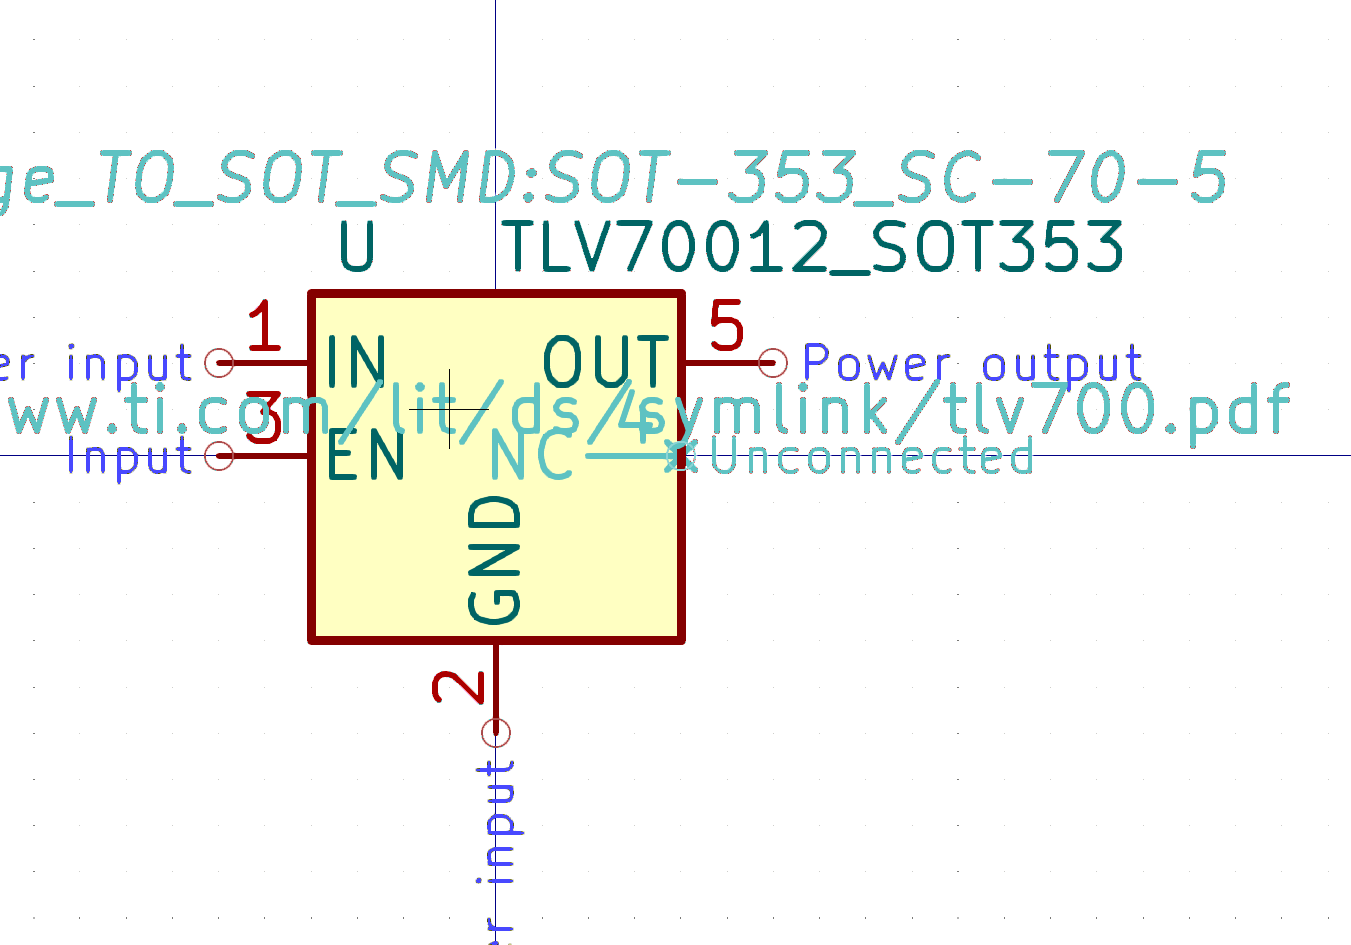 ge_TO_SOT_SMD:SOT-353_SC-70-5
U TLV70012_SOT353
1 5
er input IN OUT Power output
ww.ti.com/lit/ds/symlink/tlv700.pdf
3 4
Input EN NC Unconnected
GND
2
r input